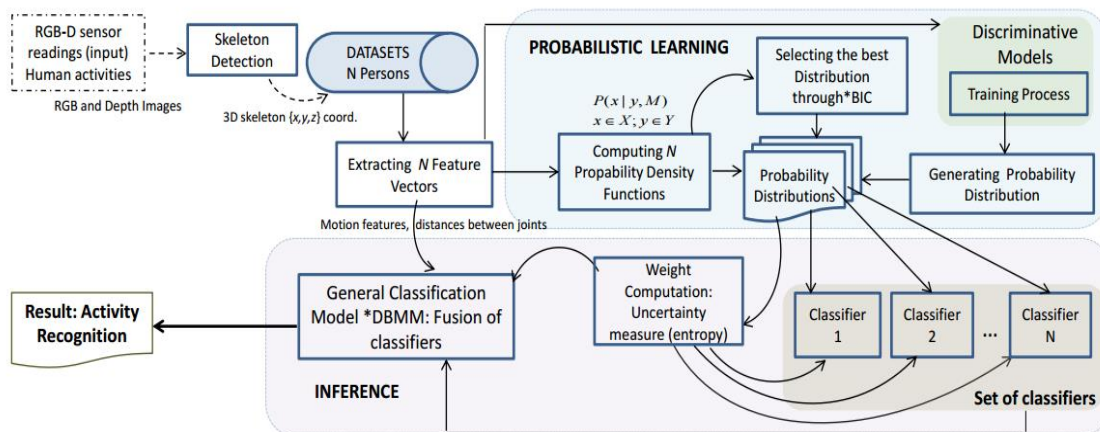 RGB-D sensor
readings (input)
Human activities
RGB and Depth Images
Skeleton
Detection
DATASETS
N Persons
3D skeleton {x,y,z} coord.
Extracting N Feature
Vectors
Motion features, distances between joints
PROBABILISTIC LEARNING
P(x | y, M)
x ∈ X; y ∈ Y
Computing N
Propability Density
Functions
Selecting the best
Distribution
through*BIC
Probability
Distributions
Discriminative
Models
Training Process
Generating Probability
Distribution
Result: Activity
Recognition
General Classification
Model *DBMM: Fusion of
classifiers
INFERENCE
Weight
Computation:
Uncertainty
measure (entropy)
Classifier
1
Classifier
2
...
Classifier
N
Set of classifiers